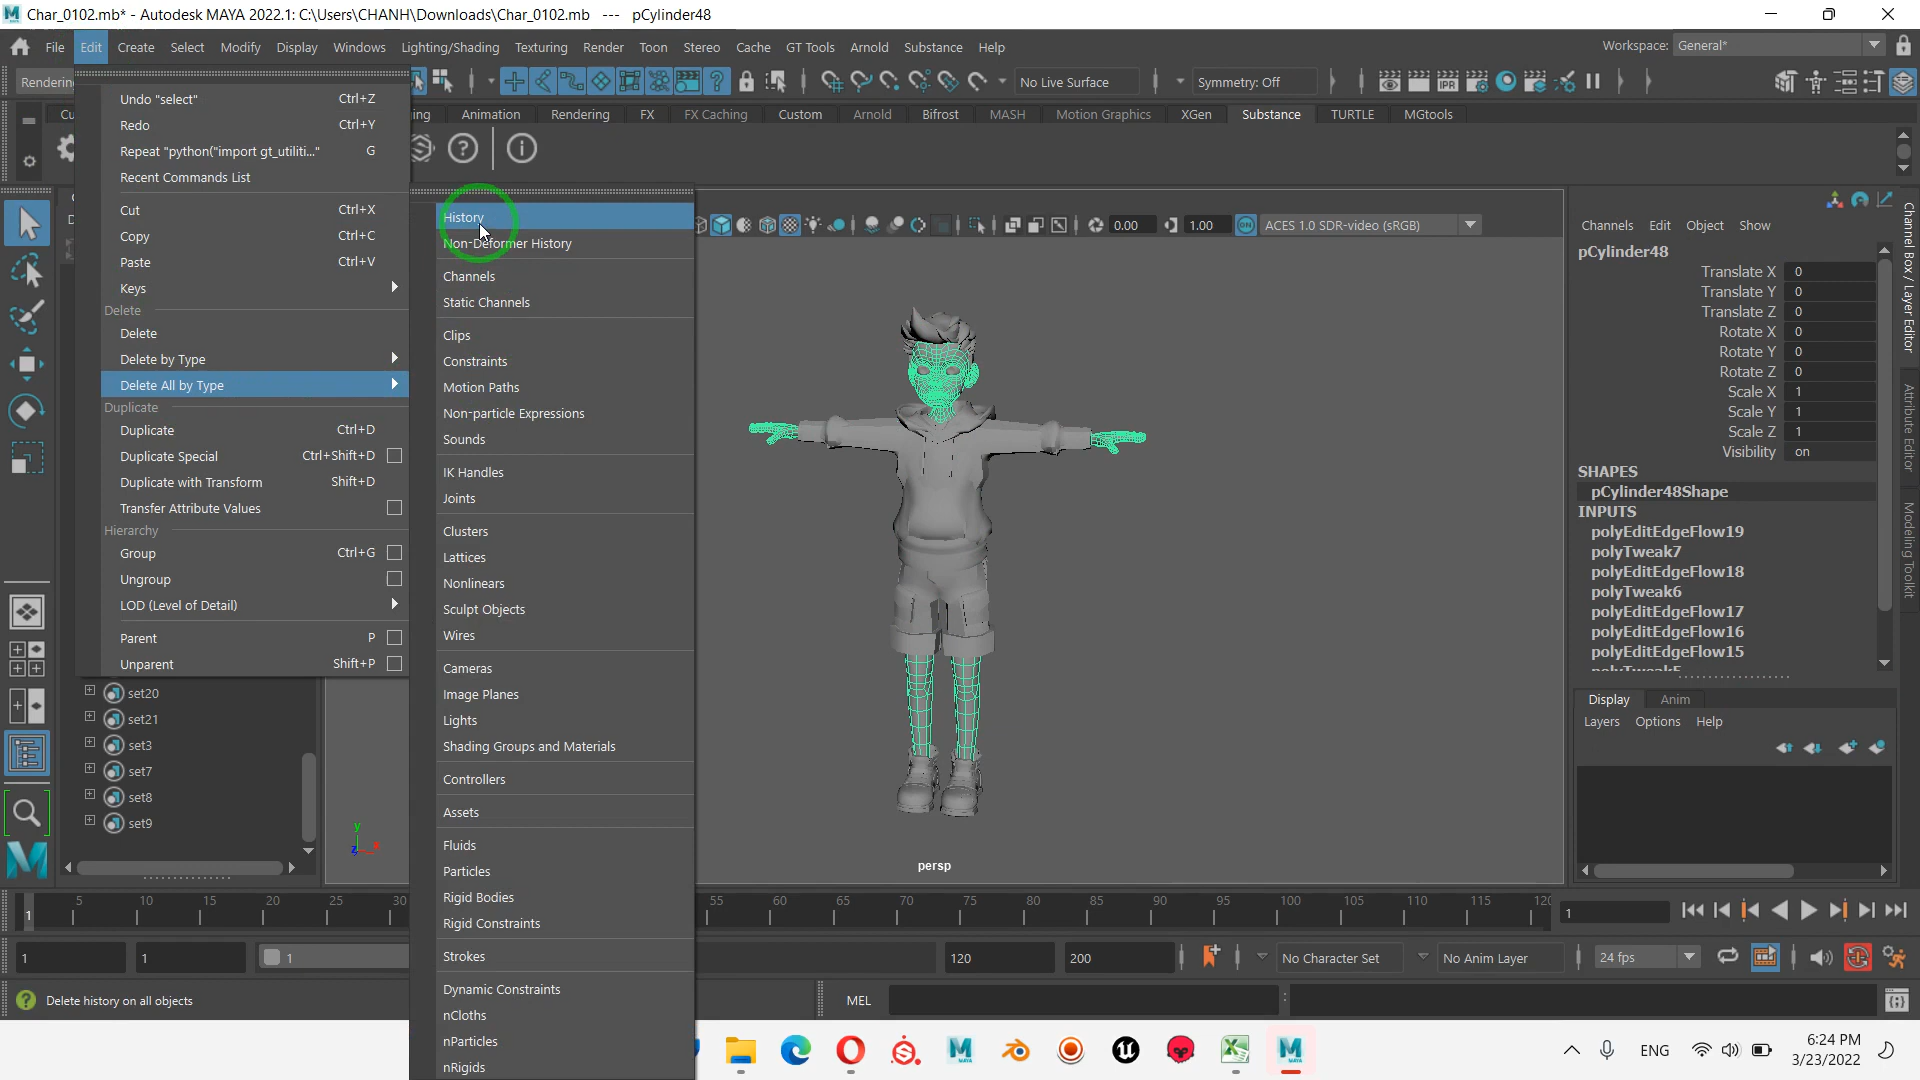 Char_0102.mb* - Autodesk MAYA 2022.1: C:\Users\CHANH\Downloads\Char_0102.mb --- pCylinder48
File Edit Create Select Modify Display Windows Lighting/Shading Texturing Render Toon Stereo Cache GT Tools Arnold Substance Help
Workspace: General*
Rendering
No Live Surface
Symmetry: Off
IPR
Animation Rendering FX FX Caching Custom Arnold Bifrost MASH Motion Graphics XGen Substance TURTLE MGtools
Undo "select" Ctrl+Z
Redo Ctrl+Y
Repeat "python("import gt_utiliti..." G
Recent Commands List
Cut Ctrl+X
Copy Ctrl+C
Paste Ctrl+V
Keys
Delete
Delete
Delete by Type
Delete All by Type
Duplicate
Duplicate Ctrl+D
Duplicate Special Ctrl+Shift+D
Duplicate with Transform Shift+D
Transfer Attribute Values
Hierarchy
Group Ctrl+G
Ungroup
LOD (Level of Detail)
Parent P
Unparent Shift+P
History
Non-Deformer History
Channels
Static Channels
Clips
Constraints
Motion Paths
Non-particle Expressions
Sounds
IK Handles
Joints
Clusters
Lattices
Nonlinears
Sculpt Objects
Wires
Cameras
Image Planes
Lights
Shading Groups and Materials
Controllers
Assets
Fluids
Particles
Rigid Bodies
Rigid Constraints
Strokes
Dynamic Constraints
nCloths
nParticles
nRigids
set20
set21
set3
set7
set8
set9
0.00
1.00
ON
ACES 1.0 SDR-video (sRGB)
y
z
persp
Channels Edit Object Show
pCylinder48
Translate X 0
Translate Y 0
Translate Z 0
Rotate X 0
Rotate Y 0
Rotate Z 0
Scale X 1
Scale Y 1
Scale Z 1
Visibility on
SHAPES
pCylinder48Shape
INPUTS
polyEditEdgeFlow19
polyTweak7
polyEditEdgeFlow18
polyTweak6
polyEditEdgeFlow17
polyEditEdgeFlow16
polyEditEdgeFlow15
polyTweak5
Channel Box / Layer Editor
Attribute Editor
Modeling Toolkit
Display Anim
Layers Options Help
1 5 10 15 20 25 30 55 60 65 70 75 80 85 90 95 100 105 110 115 120
1
1 1 1 120 200
No Character Set
No Anim Layer
24 fps
Delete history on all objects
MEL
ENG
6:24 PM
3/23/2022